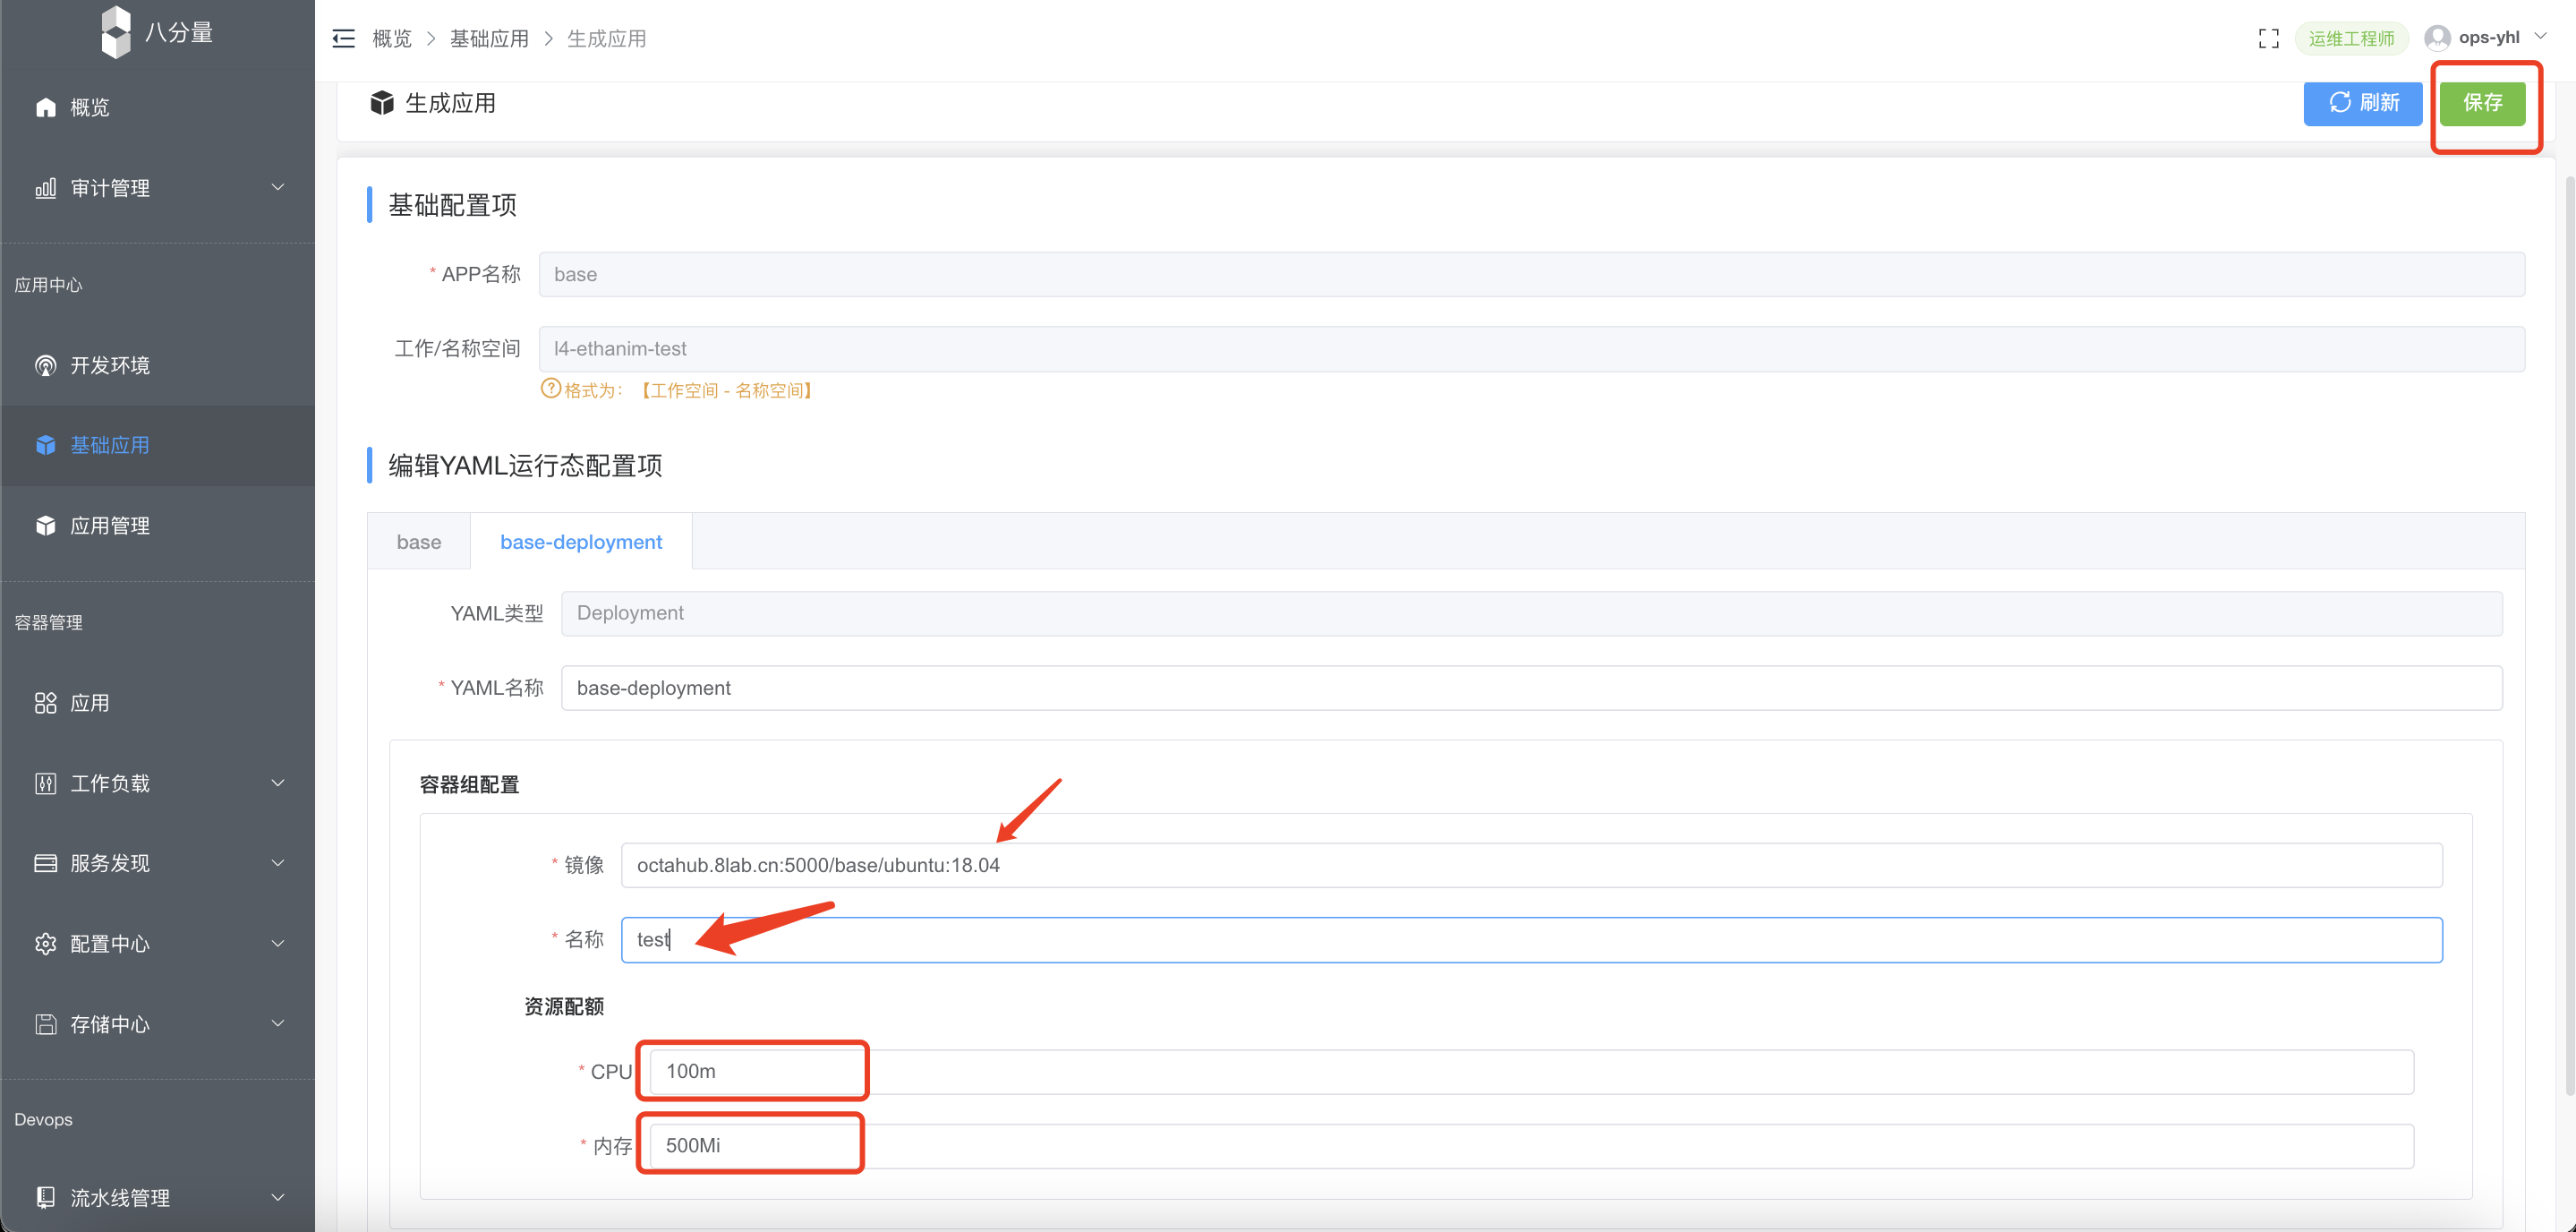 八分量
概览
审计管理
应用中心
开发环境
基础应用
应用管理
容器管理
应用
工作负载
服务发现
配置中心
存储中心
Devops
流水线管理
概览 > 基础应用 > 生成应用
运维工程师
ops-yhl
生成应用
刷新
保存
基础配置项
* APP名称 base
工作/名称空间 l4-ethanim-test
格式为：【工作空间 - 名称空间】
编辑YAML运行态配置项
base base-deployment
YAML类型 Deployment
* YAML名称 base-deployment
容器组配置
* 镜像 octahub.8lab.cn:5000/base/ubuntu:18.04
* 名称 test
资源配额
* CPU 100m
* 内存 500Mi